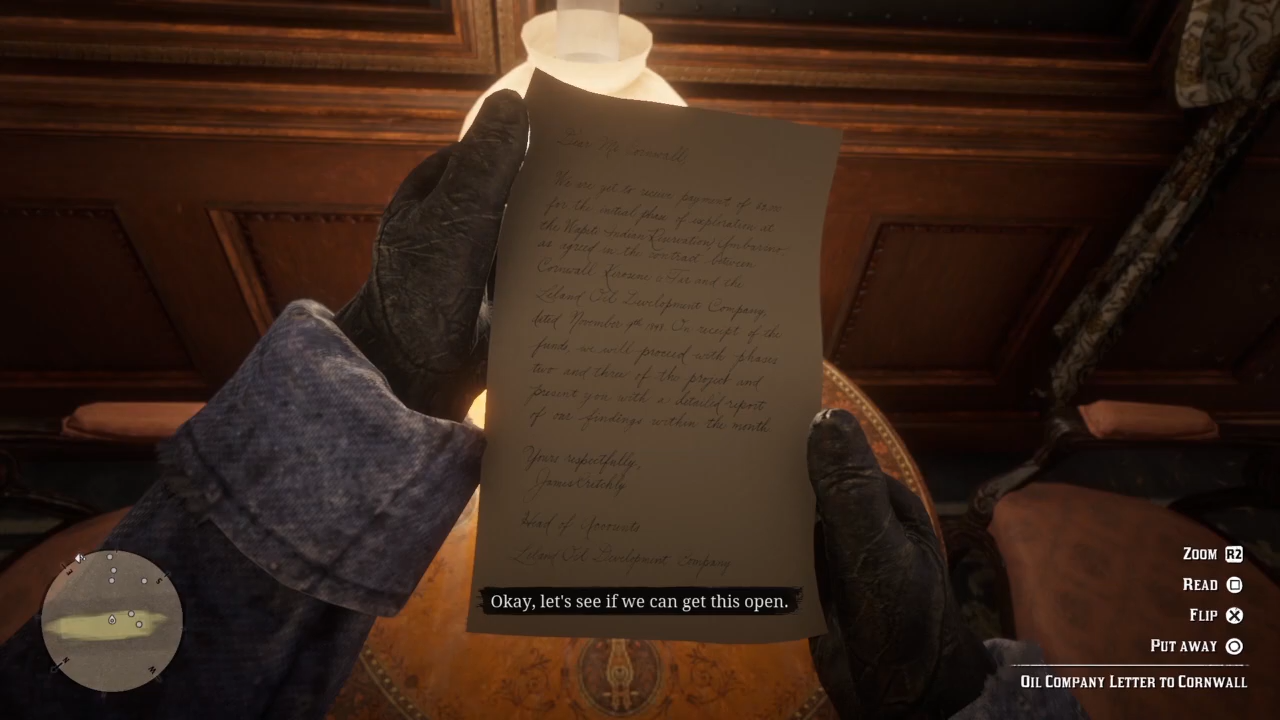 Dear Mr Cornwall,
We are yet to receive payment of
for the initial phase of exploration at
the Wapiti Indian Reservation, Ambarino,
as agreed in the contract between
Cornwall Kerosene & Tar and the
Leland Oil Development Company,
dated November 9th, On receipt of the
funds, we will proceed with phases
two and three of the project and
present you with a detailed report
of our findings within the month
Yours respectfully,
James Critchly
Head of Accounts
Leland Oil Development Company
Okay, let's see if we can get this open.
ZOOM R2
READ
FLIP
PUT AWAY
OIL COMPANY LETTER TO CORNWALL